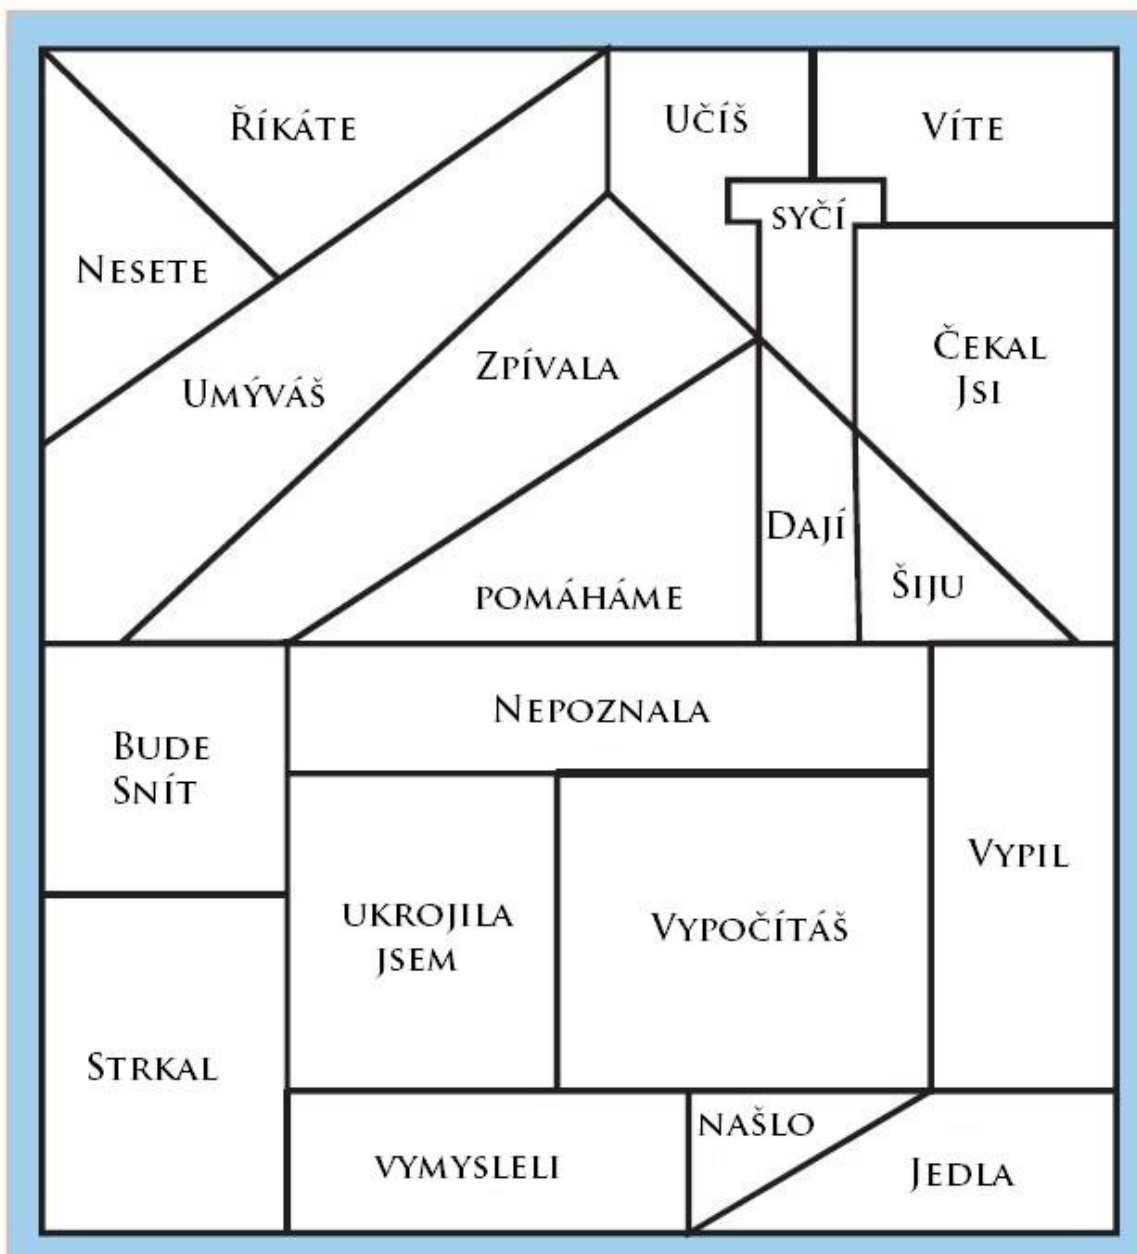 Říkáte
Učíš
Víte
syčí
Nesete
Zpívala
Čekal
Jsi
Umýváš
Dají
Šiju
pomáháme
Nepoznala
Bude
Snít
Vypil
ukrojila
jsem
Vypočítáš
Strkal
našlo
vymysleli
Jedla